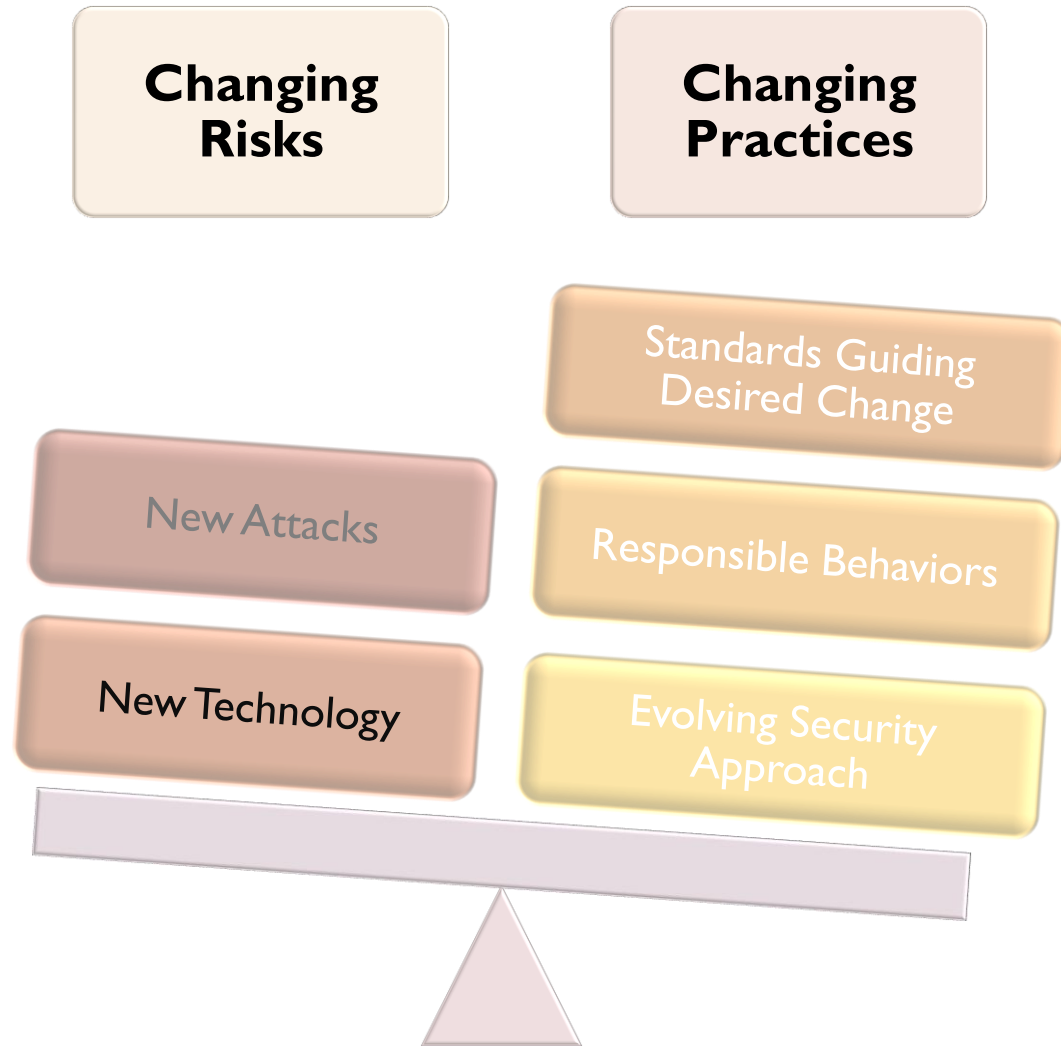 Changing
Risks
Changing
Practices
Standards Guiding
Desired Change
New Attacks
Responsible Behaviors
New Technology
Evolving Security
Approach